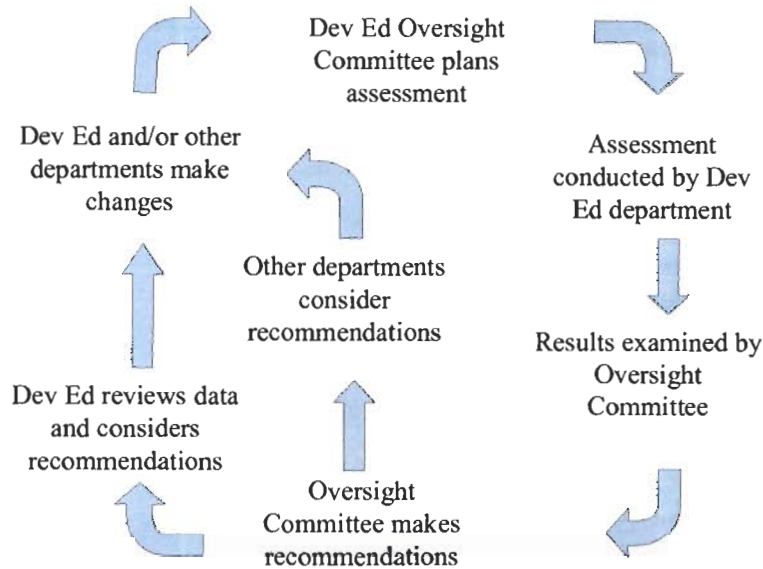 Dev Ed Oversight
Committee plans
assessment
Assessment
conducted by Dev
Ed department
Results examined by
Oversight
Committee
Oversight
Committee makes
recommendations
Dev Ed reviews data
and considers
recommendations
Other departments
consider
recommendations
Dev Ed and/or other
departments make
changes